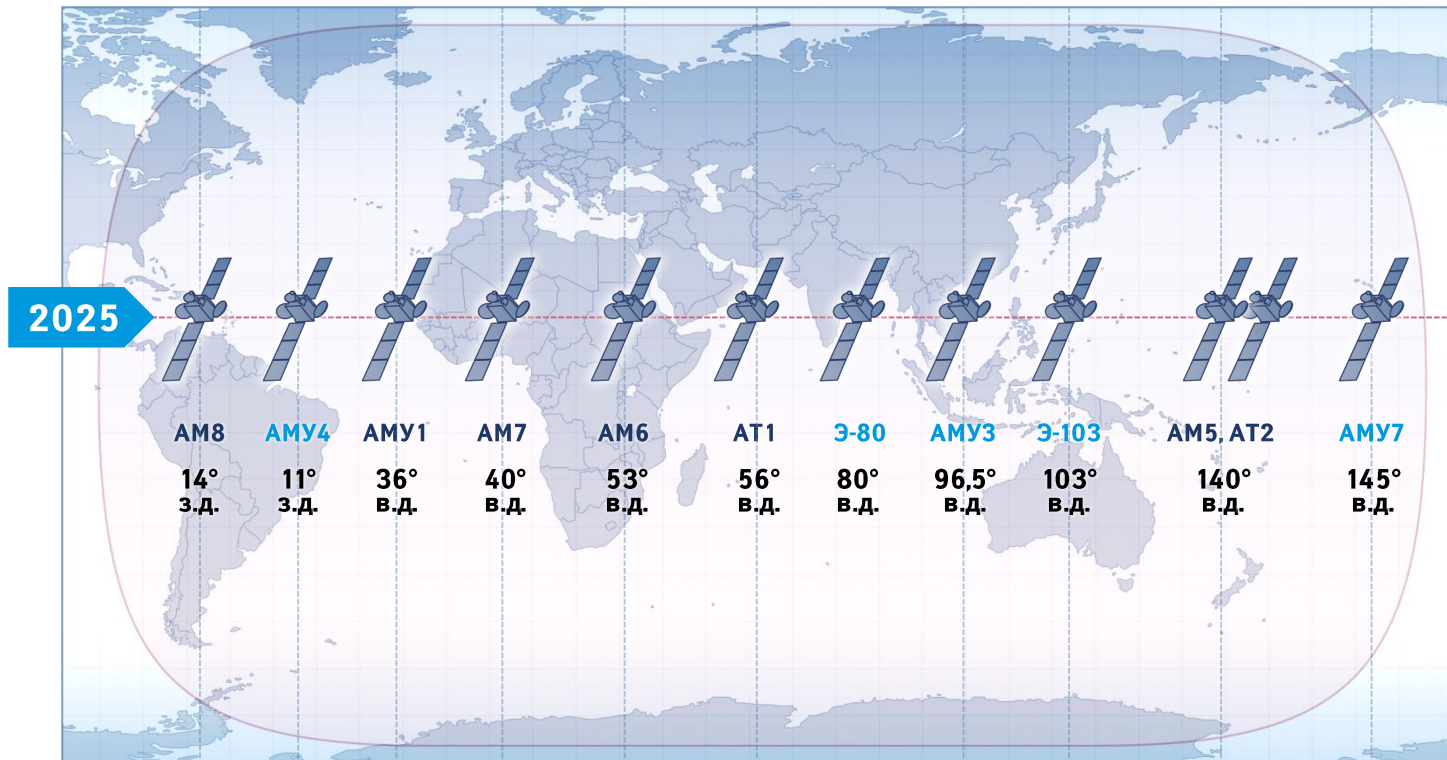 2025
АМ8 АМУ4 АМУ1 АМ7 АМ6 АТ1 Э-80 АМУ3 Э-103 АМ5, АТ2 АМУ7
14° 11° 36° 40° 53° 56° 80° 96,5° 103° 140° 145°
з.д. з.д. в.д. в.д. в.д. в.д. в.д. в.д. в.д. в.д. в.д.